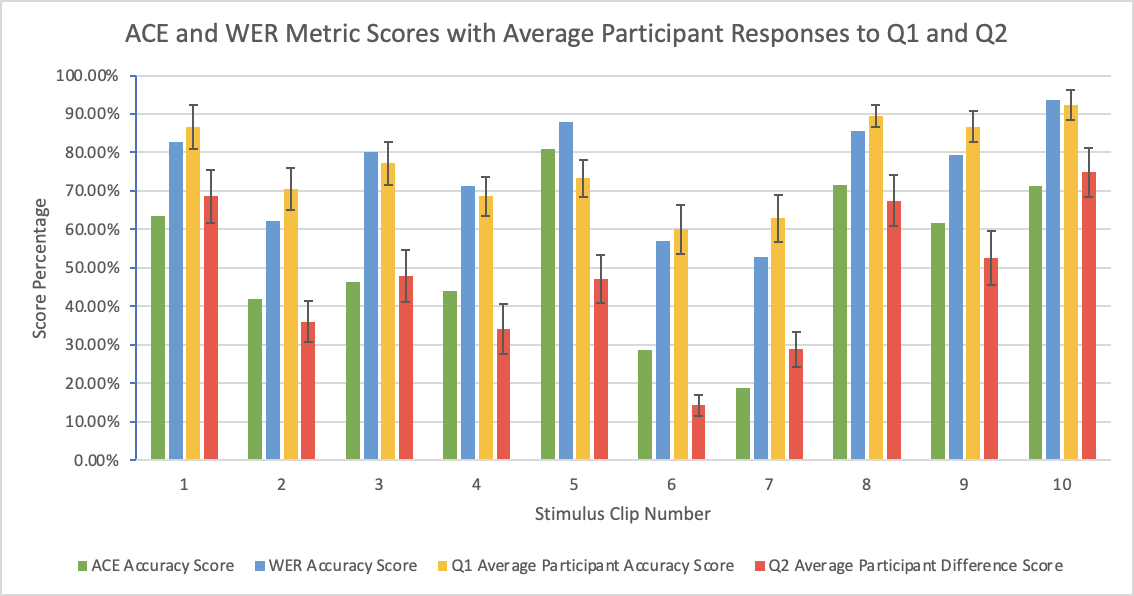 ACE and WER Metric Scores with Average Participant Responses to Q1 and Q2
100.00%
90.00%
80.00%
70.00%
60.00%
50.00%
40.00%
30.00%
20.00%
10.00%
0.00%
Score Percentage
1 2 3 4 5 6 7 8 9 10
Stimulus Clip Number
ACE Accuracy Score WER Accuracy Score Q1 Average Participant Accuracy Score Q2 Average Participant Difference Score